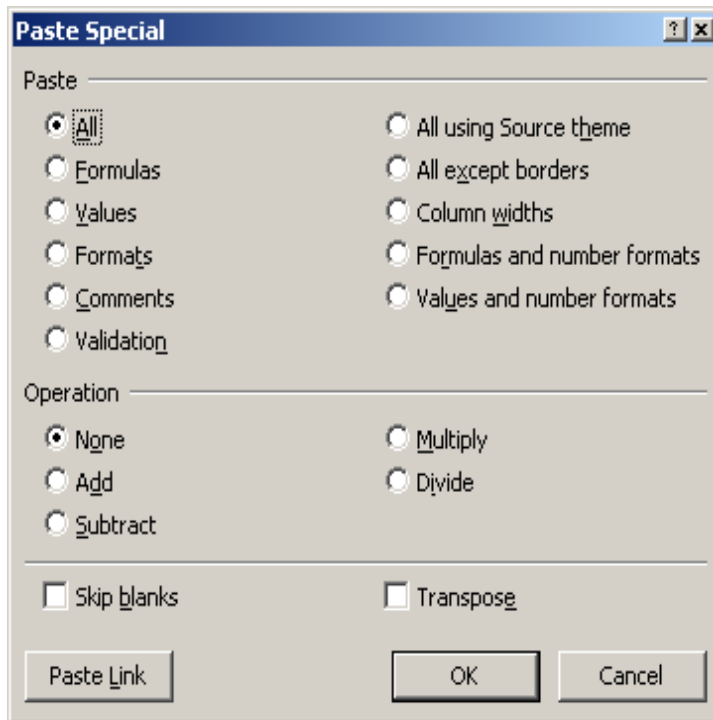 Paste Special
Paste
All
All using Source theme
Formulas
All except borders
Values
Column widths
Formats
Formulas and number formats
Comments
Values and number formats
Validation
Operation
None
Multiply
Add
Divide
Subtract
Skip blanks
Transpose
Paste Link
OK
Cancel